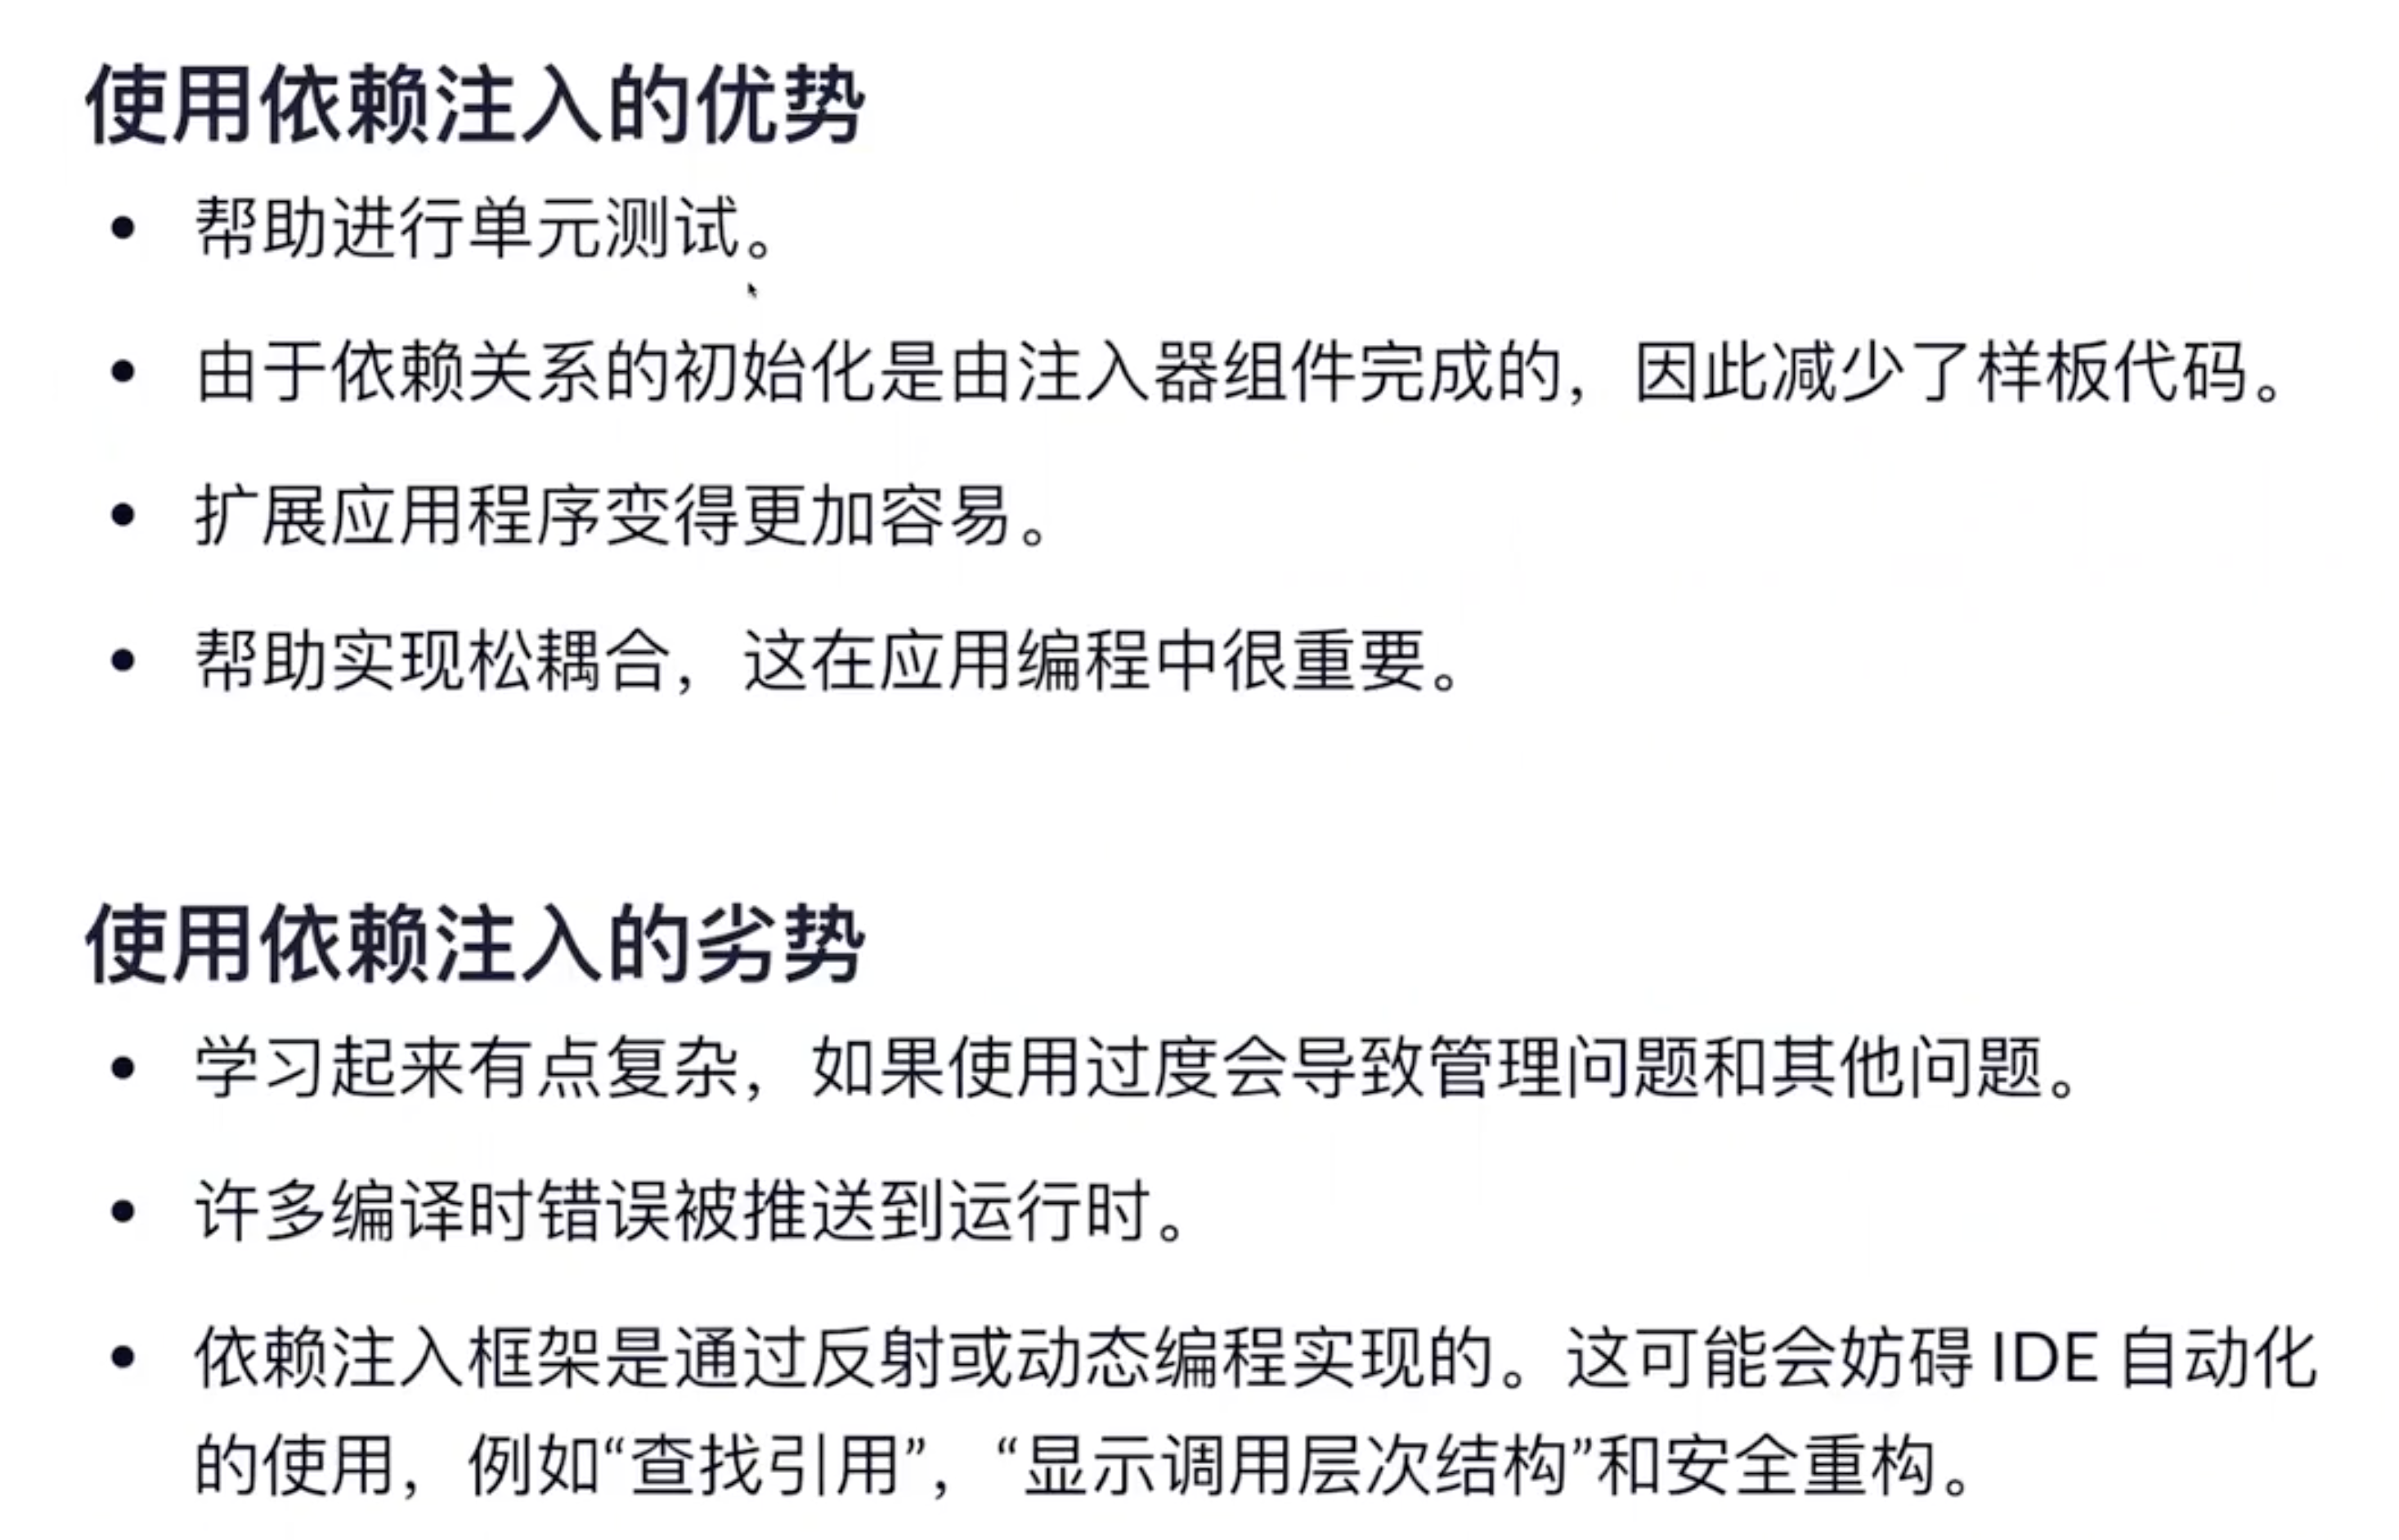 使用依赖注入的优势
• 帮助进行单元测试。
• 由于依赖关系的初始化是由注入器组件完成的，因此减少了样板代码。
• 扩展应用程序变得更加容易。
• 帮助实现松耦合，这在应用编程中很重要。
使用依赖注入的劣势
• 学习起来有点复杂，如果使用过度会导致管理问题和其他问题。
• 许多编译时错误被推送到运行时。
• 依赖注入框架是通过反射或动态编程实现的。这可能会妨碍 IDE 自动化
的使用，例如“查找引用”，“显示调用层次结构”和安全重构。